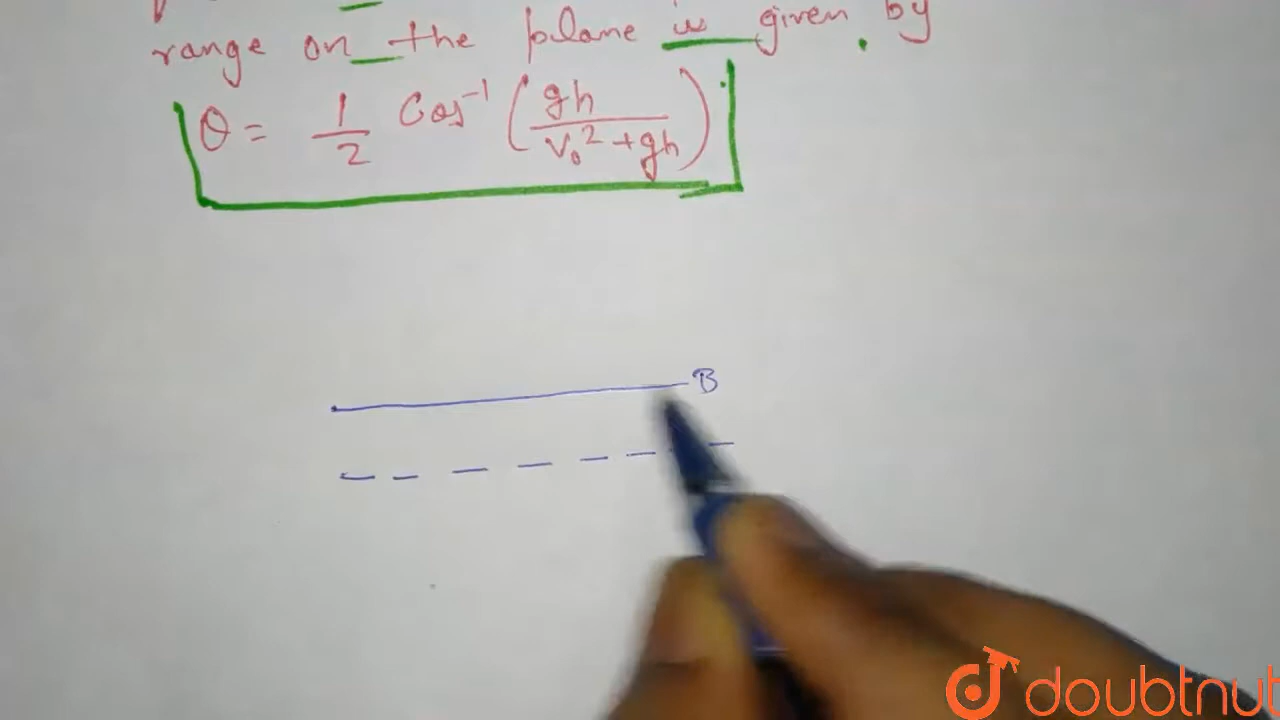 range on the plane is given by
θ = 1/2 Cos⁻¹ (gh/(V₀²+gh))
B
doubtnut